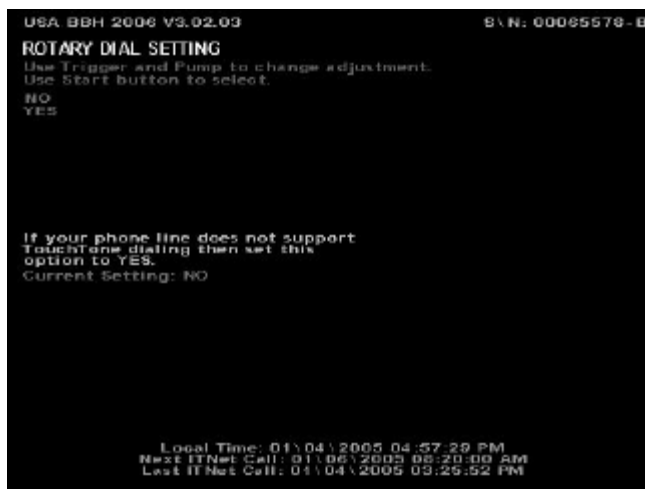 USA BBH 2006 V3.02.03 S\N: 00065578-B
ROTARY DIAL SETTING
Use Trigger and Pump to change adjustment.
Use Start button to select.
NO
YES
If your phone line does not support
TouchTone dialing then set this
option to YES.
Current Setting: NO
Local Time: 01\04\2005 04:57:29 PM
Next ITNet Call: 01\06\2005 06:20:00 AM
Last ITNet Call: 01\04\2005 03:25:52 PM